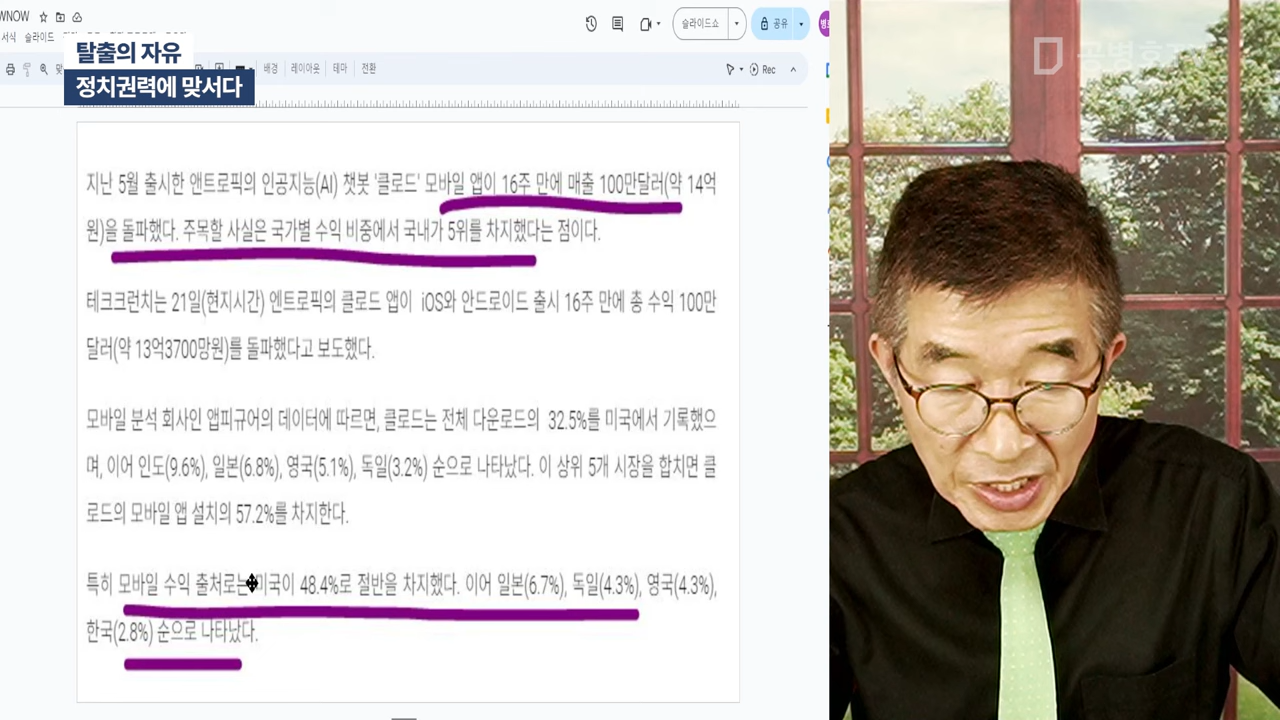 WNOW
서식 슬라이드
탈출의 자유
정치권력에 맞서다
배경 레이아웃 테마 전환
슬라이드쇼
공유
Rec
공병호
지난 5월 출시한 앤트로픽의 인공지능(AI) 챗봇 '클로드' 모바일 앱이 16주 만에 매출 100만달러(약 14억
원)을 돌파했다. 주목할 사실은 국가별 수익 비중에서 국내가 5위를 차지했다는 점이다.
테크크런치는 21일(현지시간) 엔트로픽의 클로드 앱이 iOS와 안드로이드 출시 16주 만에 총 수익 100만
달러(약 13억3700망원)를 돌파했다고 보도했다.
모바일 분석 회사인 앱피규어의 데이터에 따르면, 클로드는 전체 다운로드의 32.5%를 미국에서 기록했으
며, 이어 인도(9.6%), 일본(6.8%), 영국(5.1%), 독일(3.2%) 순으로 나타났다. 이 상위 5개 시장을 합치면 클
로드의 모바일 앱 설치의 57.2%를 차지한다.
특히 모바일 수익 출처로는 미국이 48.4%로 절반을 차지했다. 이어 일본(6.7%), 독일(4.3%), 영국(4.3%),
한국(2.8%) 순으로 나타났다.